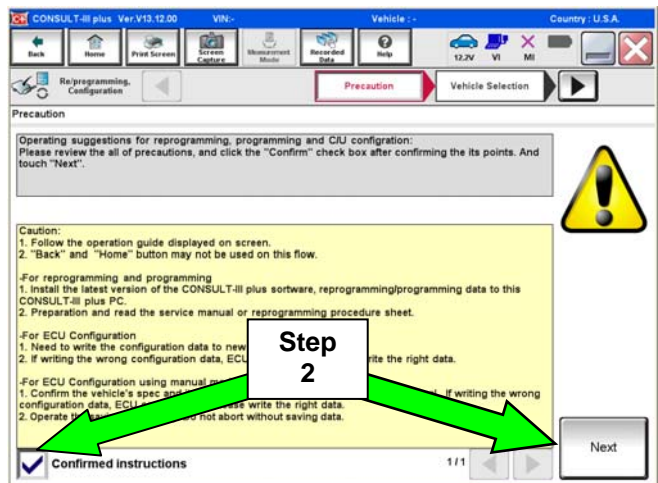 CONSULT-III plus Ver.V13.12.00 VIN:- Vehicle : - Country : U.S.A.
Back Home Print Screen Screen Capture Measurement Mode Recorded Data Help 12.2V VI MI
Re/programming, Configuration Precaution Vehicle Selection
Precaution
Operating suggestions for reprogramming, programming and C/U configration:
Please review the all of precautions, and click the "Confirm" check box after confirming the its points. And
touch "Next".
Caution:
1. Follow the operation guide displayed on screen.
2. "Back" and "Home" button may not be used on this flow.
-For reprogramming and programming
1. Install the latest version of the CONSULT-III plus sortware, reprogramming/programming data to this
CONSULT-III plus PC.
2. Preparation and read the service manual or reprogramming procedure sheet.
-For ECU Configuration
1. Need to write the configuration data to new
2. If writing the wrong configuration data, ECU rite the right data.
-For ECU Configuration using manual
1. Confirm the vehicle's spec and If writing the wrong
configuration data, ECU write the right data.
2. Operate not abort without saving data.
Step
2
Confirmed instructions 1/1
Next